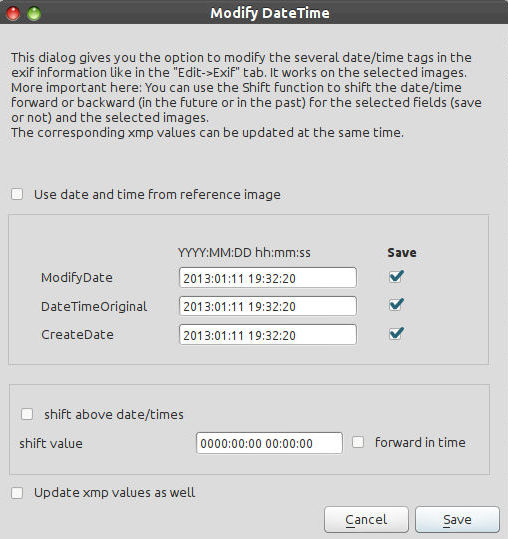 Modify DateTime
This dialog gives you the option to modify the several date/time tags in the
exif information like in the "Edit->Exif" tab. It works on the selected images.
More important here: You can use the Shift function to shift the date/time
forward or backward (in the future or in the past) for the selected fields (save
or not) and the selected images.
The corresponding xmp values can be updated at the same time.
Use date and time from reference image
YYYY:MM:DD hh:mm:ss Save
ModifyDate 2013:01:11 19:32:20
DateTimeOriginal 2013:01:11 19:32:20
CreateDate 2013:01:11 19:32:20
shift above date/times
shift value 0000:00:00 00:00:00 forward in time
Update xmp values as well
Cancel Save